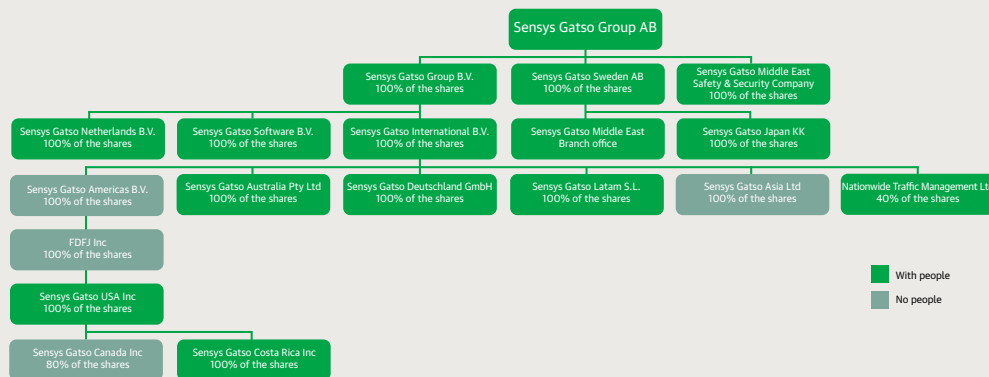 Sensys Gatso Group AB
Sensys Gatso Group B.V.
100% of the shares
Sensys Gatso Sweden AB
100% of the shares
Sensys Gatso Middle East
Safety & Security Company
100% of the shares
Sensys Gatso Netherlands B.V.
100% of the shares
Sensys Gatso Software B.V.
100% of the shares
Sensys Gatso International B.V.
100% of the shares
Sensys Gatso Middle East
Branch office
Sensys Gatso Japan KK
100% of the shares
Sensys Gatso Americas B.V.
100% of the shares
Sensys Gatso Australia Pty Ltd
100% of the shares
Sensys Gatso Deutschland GmbH
100% of the shares
Sensys Gatso Latam S.L.
100% of the shares
Sensys Gatso Asia Ltd
100% of the shares
Nationwide Traffic Management
40% of the shares
FDFJ Inc
100% of the shares
With people
Sensys Gatso USA Inc
100% of the shares
No people
Sensys Gatso Canada Inc
80% of the shares
Sensys Gatso Costa Rica Inc
100% of the shares